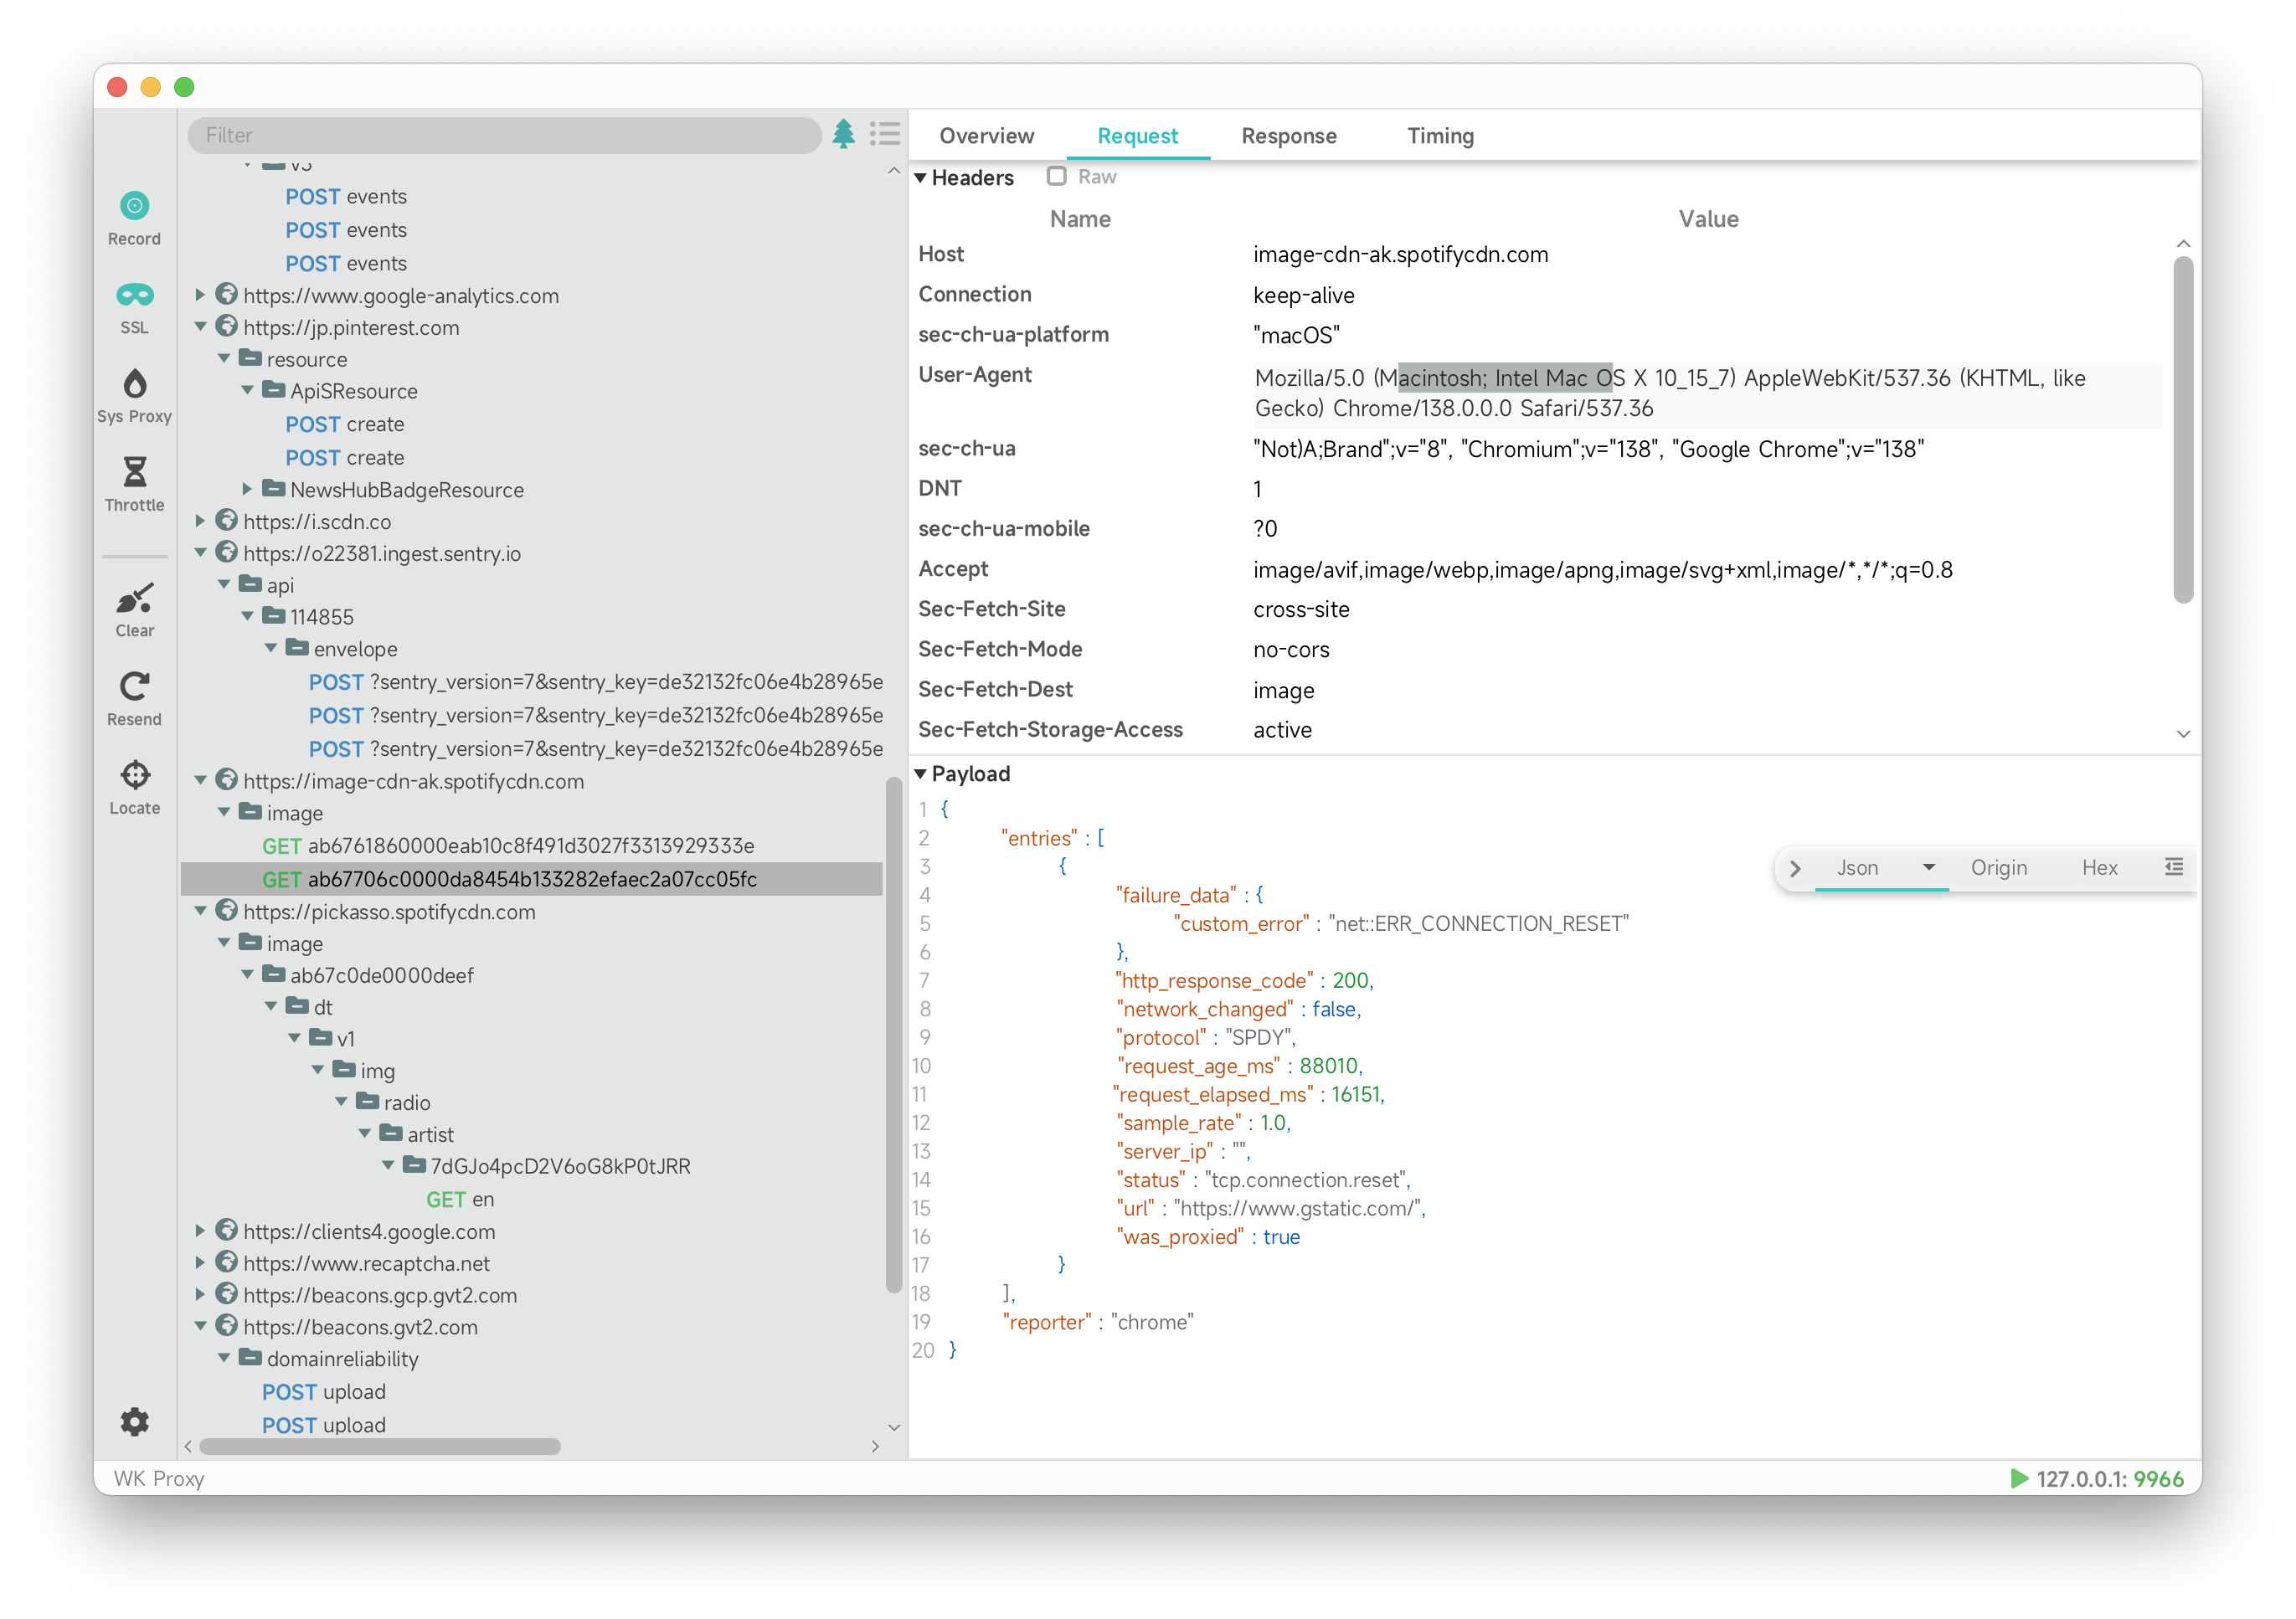 Record
SSL
Sys Proxy
Throttle
Clear
Resend
Locate
Filter
v3
POST events
POST events
POST events
https://www.google-analytics.com
https://jp.pinterest.com
resource
ApiSResource
POST create
POST create
NewsHubBadgeResource
https://i.scdn.co
https://o22381.ingest.sentry.io
api
114855
envelope
POST ?sentry_version=7&sentry_key=de32132fc06e4b28965e
POST ?sentry_version=7&sentry_key=de32132fc06e4b28965e
POST ?sentry_version=7&sentry_key=de32132fc06e4b28965e
https://image-cdn-ak.spotifycdn.com
image
GET ab6761860000eab10c8f491d3027f3313929333e
GET ab67706c0000da8454b133282efaec2a07cc05fc
https://pickasso.spotifycdn.com
image
ab67c0de0000deef
dt
v1
img
radio
artist
7dGJo4pcD2V6oG8kP0tJRR
GET en
https://clients4.google.com
https://www.recaptcha.net
https://beacons.gcp.gvt2.com
https://beacons.gvt2.com
domainreliability
POST upload
POST upload
Overview Request Response Timing
Headers Raw
Name Value
Host image-cdn-ak.spotifycdn.com
Connection keep-alive
sec-ch-ua-platform "macOS"
User-Agent Mozilla/5.0 (Macintosh; Intel Mac OS X 10_15_7) AppleWebKit/537.36 (KHTML, like
Gecko) Chrome/138.0.0.0 Safari/537.36
sec-ch-ua "Not)A;Brand";v="8", "Chromium";v="138", "Google Chrome";v="138"
DNT 1
sec-ch-ua-mobile ?0
Accept image/avif,image/webp,image/apng,image/svg+xml,image/*,*/*;q=0.8
Sec-Fetch-Site cross-site
Sec-Fetch-Mode no-cors
Sec-Fetch-Dest image
Sec-Fetch-Storage-Access active
Payload
Json Origin Hex
1 {
2 "entries" : [
3 {
4 "failure_data" : {
5 "custom_error" : "net::ERR_CONNECTION_RESET"
6 },
7 "http_response_code" : 200,
8 "network_changed" : false,
9 "protocol" : "SPDY",
10 "request_age_ms" : 88010,
11 "request_elapsed_ms" : 16151,
12 "sample_rate" : 1.0,
13 "server_ip" : "",
14 "status" : "tcp.connection.reset",
15 "url" : "https://www.gstatic.com/",
16 "was_proxied" : true
17 }
18 ],
19 "reporter" : "chrome"
20 }
WK Proxy
127.0.0.1: 9966